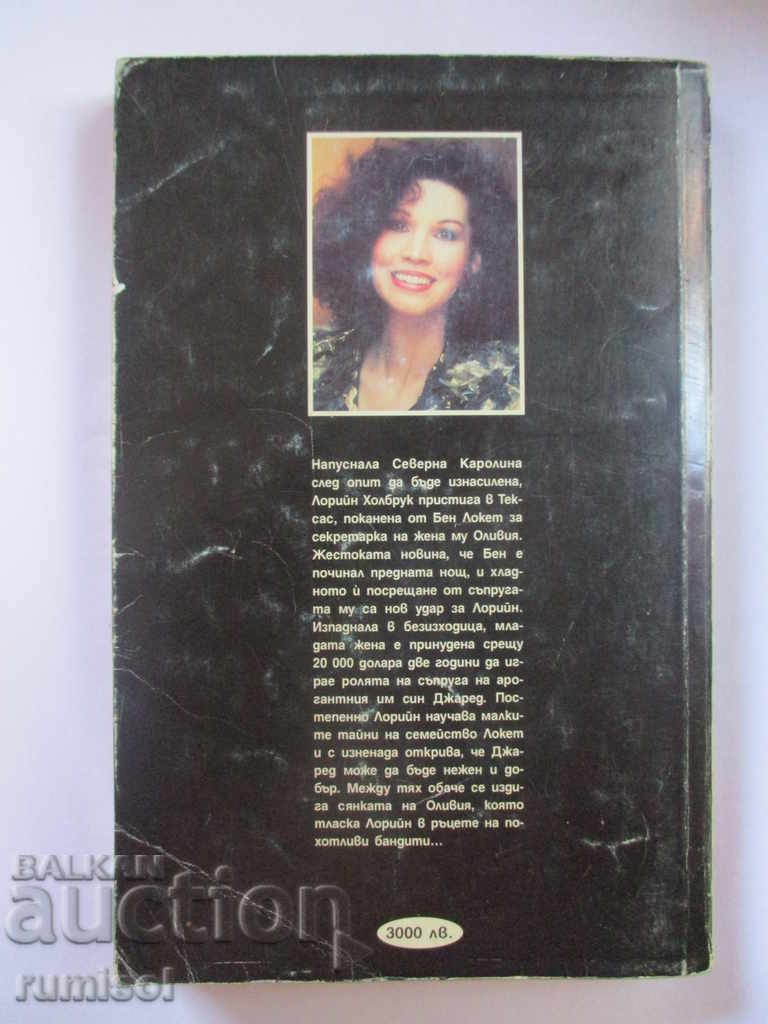 Напуснала Северна Каролина
след опит да бъде изнасилена,
Лорийн Холбрук пристига в Тек-
сас, поканена от Бен Локет за
секретарка на жена му Оливия.
Жестоката новина, че Бен е
починал предната нощ, и хлад-
ното ѝ посрещане от съпруга-
та му са нов удар за Лорийн.
Изпаднала в безизходица, мла-
дата жена е принудена срещу
20 000 долара две години да иг-
рае ролята на съпруга на аро-
гантния им син Джаред. Пос-
тепенно Лорийн научава малки-
те тайни на семейство Локет
и с изненада открива, че Джа-
ред може да бъде нежен и до-
бър. Между тях обаче се изди-
га сянката на Оливия, която
тласка Лорийн в ръцете на по-
хотливи бандити...
3000 лв.
BALKAN
auction
rumisol